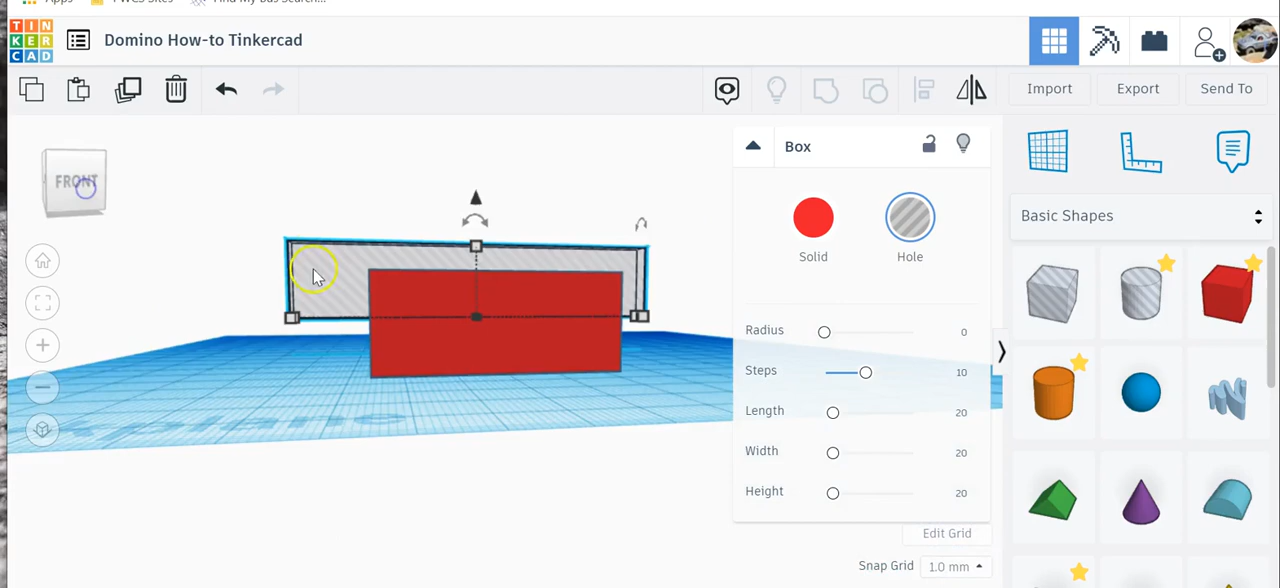 Apps PWCS Sites Find My Bus Search...
TIN
KER
CAD
Domino How-to Tinkercad
Import Export Send To
FRONT
Box
Solid Hole
Radius 0
Steps 10
Length 20
Width 20
Height 20
Edit Grid
Snap Grid 1.0 mm
Basic Shapes